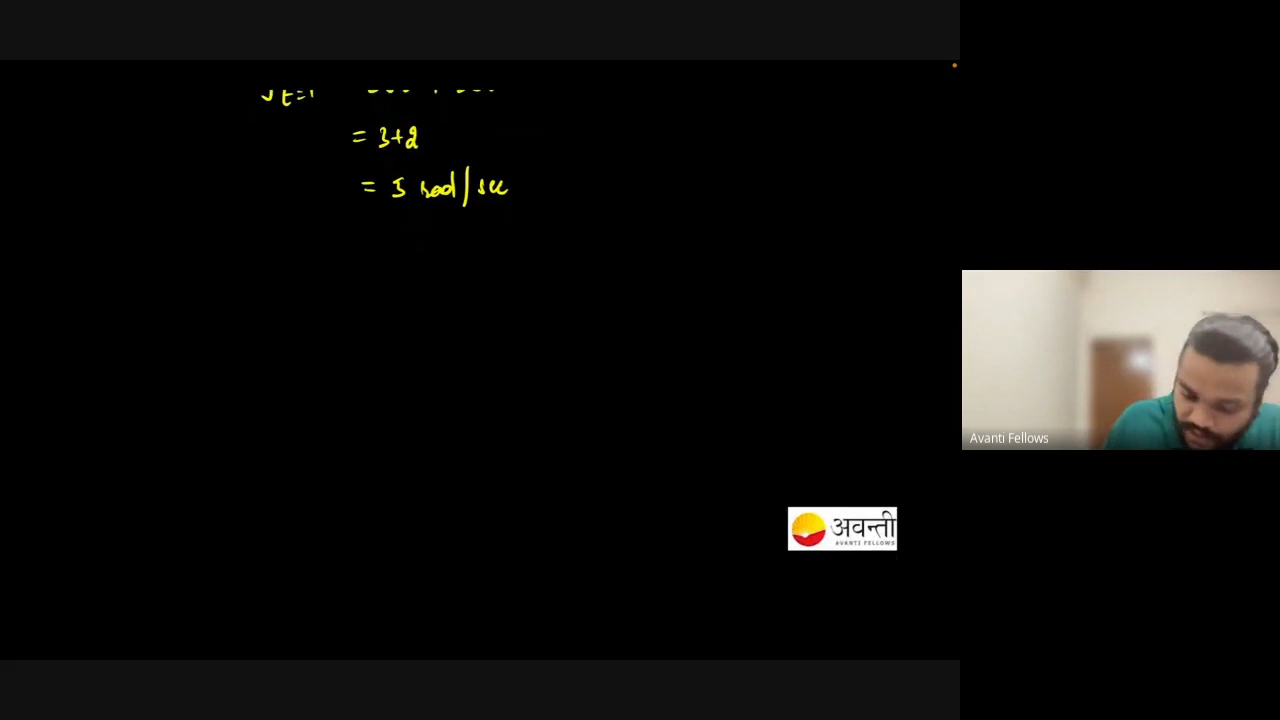 = 3+2
= 5 rad/sec
Avanti Fellows
अवन्ती
AVANTI FELLOWS